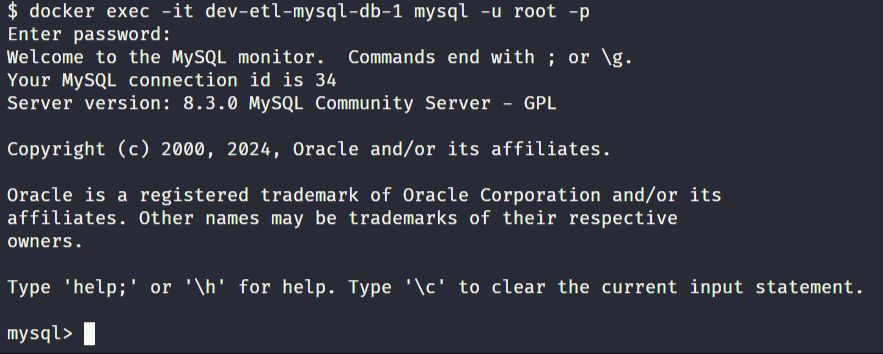 $ docker exec -it dev-etl-mysql-db-1 mysql -u root -p
Enter password:
Welcome to the MySQL monitor.  Commands end with ; or \g.
Your MySQL connection id is 34
Server version: 8.3.0 MySQL Community Server - GPL

Copyright (c) 2000, 2024, Oracle and/or its affiliates.

Oracle is a registered trademark of Oracle Corporation and/or its
affiliates. Other names may be trademarks of their respective
owners.

Type 'help;' or '\h' for help. Type '\c' to clear the current input statement.

mysql>